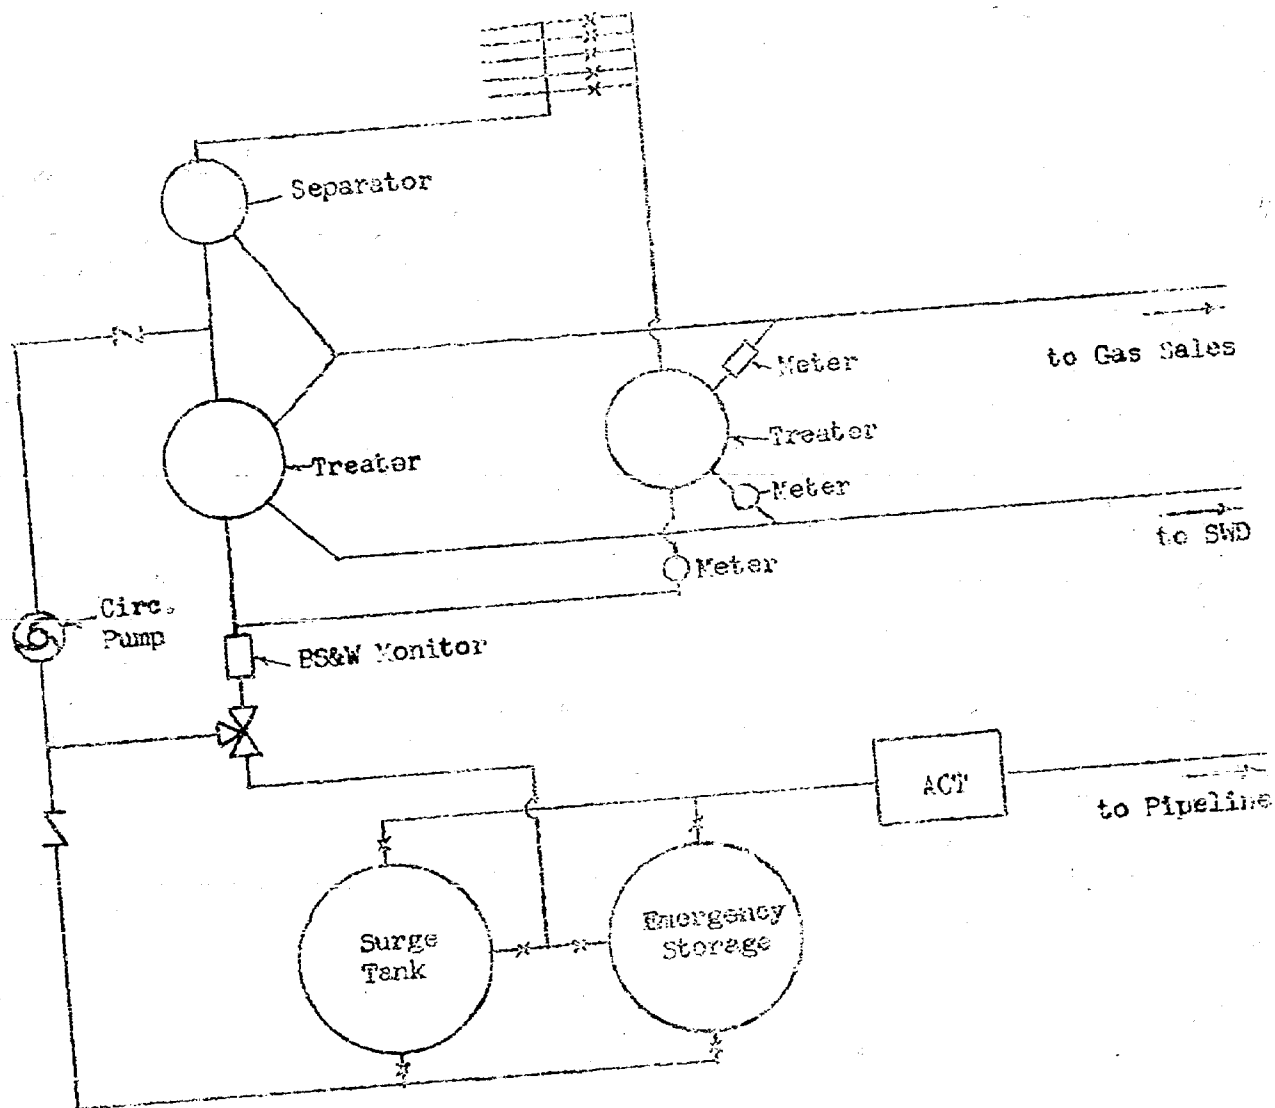 Separator
Meter
to Gas Sales
Treater
Treater
Meter
to SWD
Meter
Circ.
Pump
BS&W Monitor
ACT
to Pipeline
Emergency
Storage
Surge
Tank